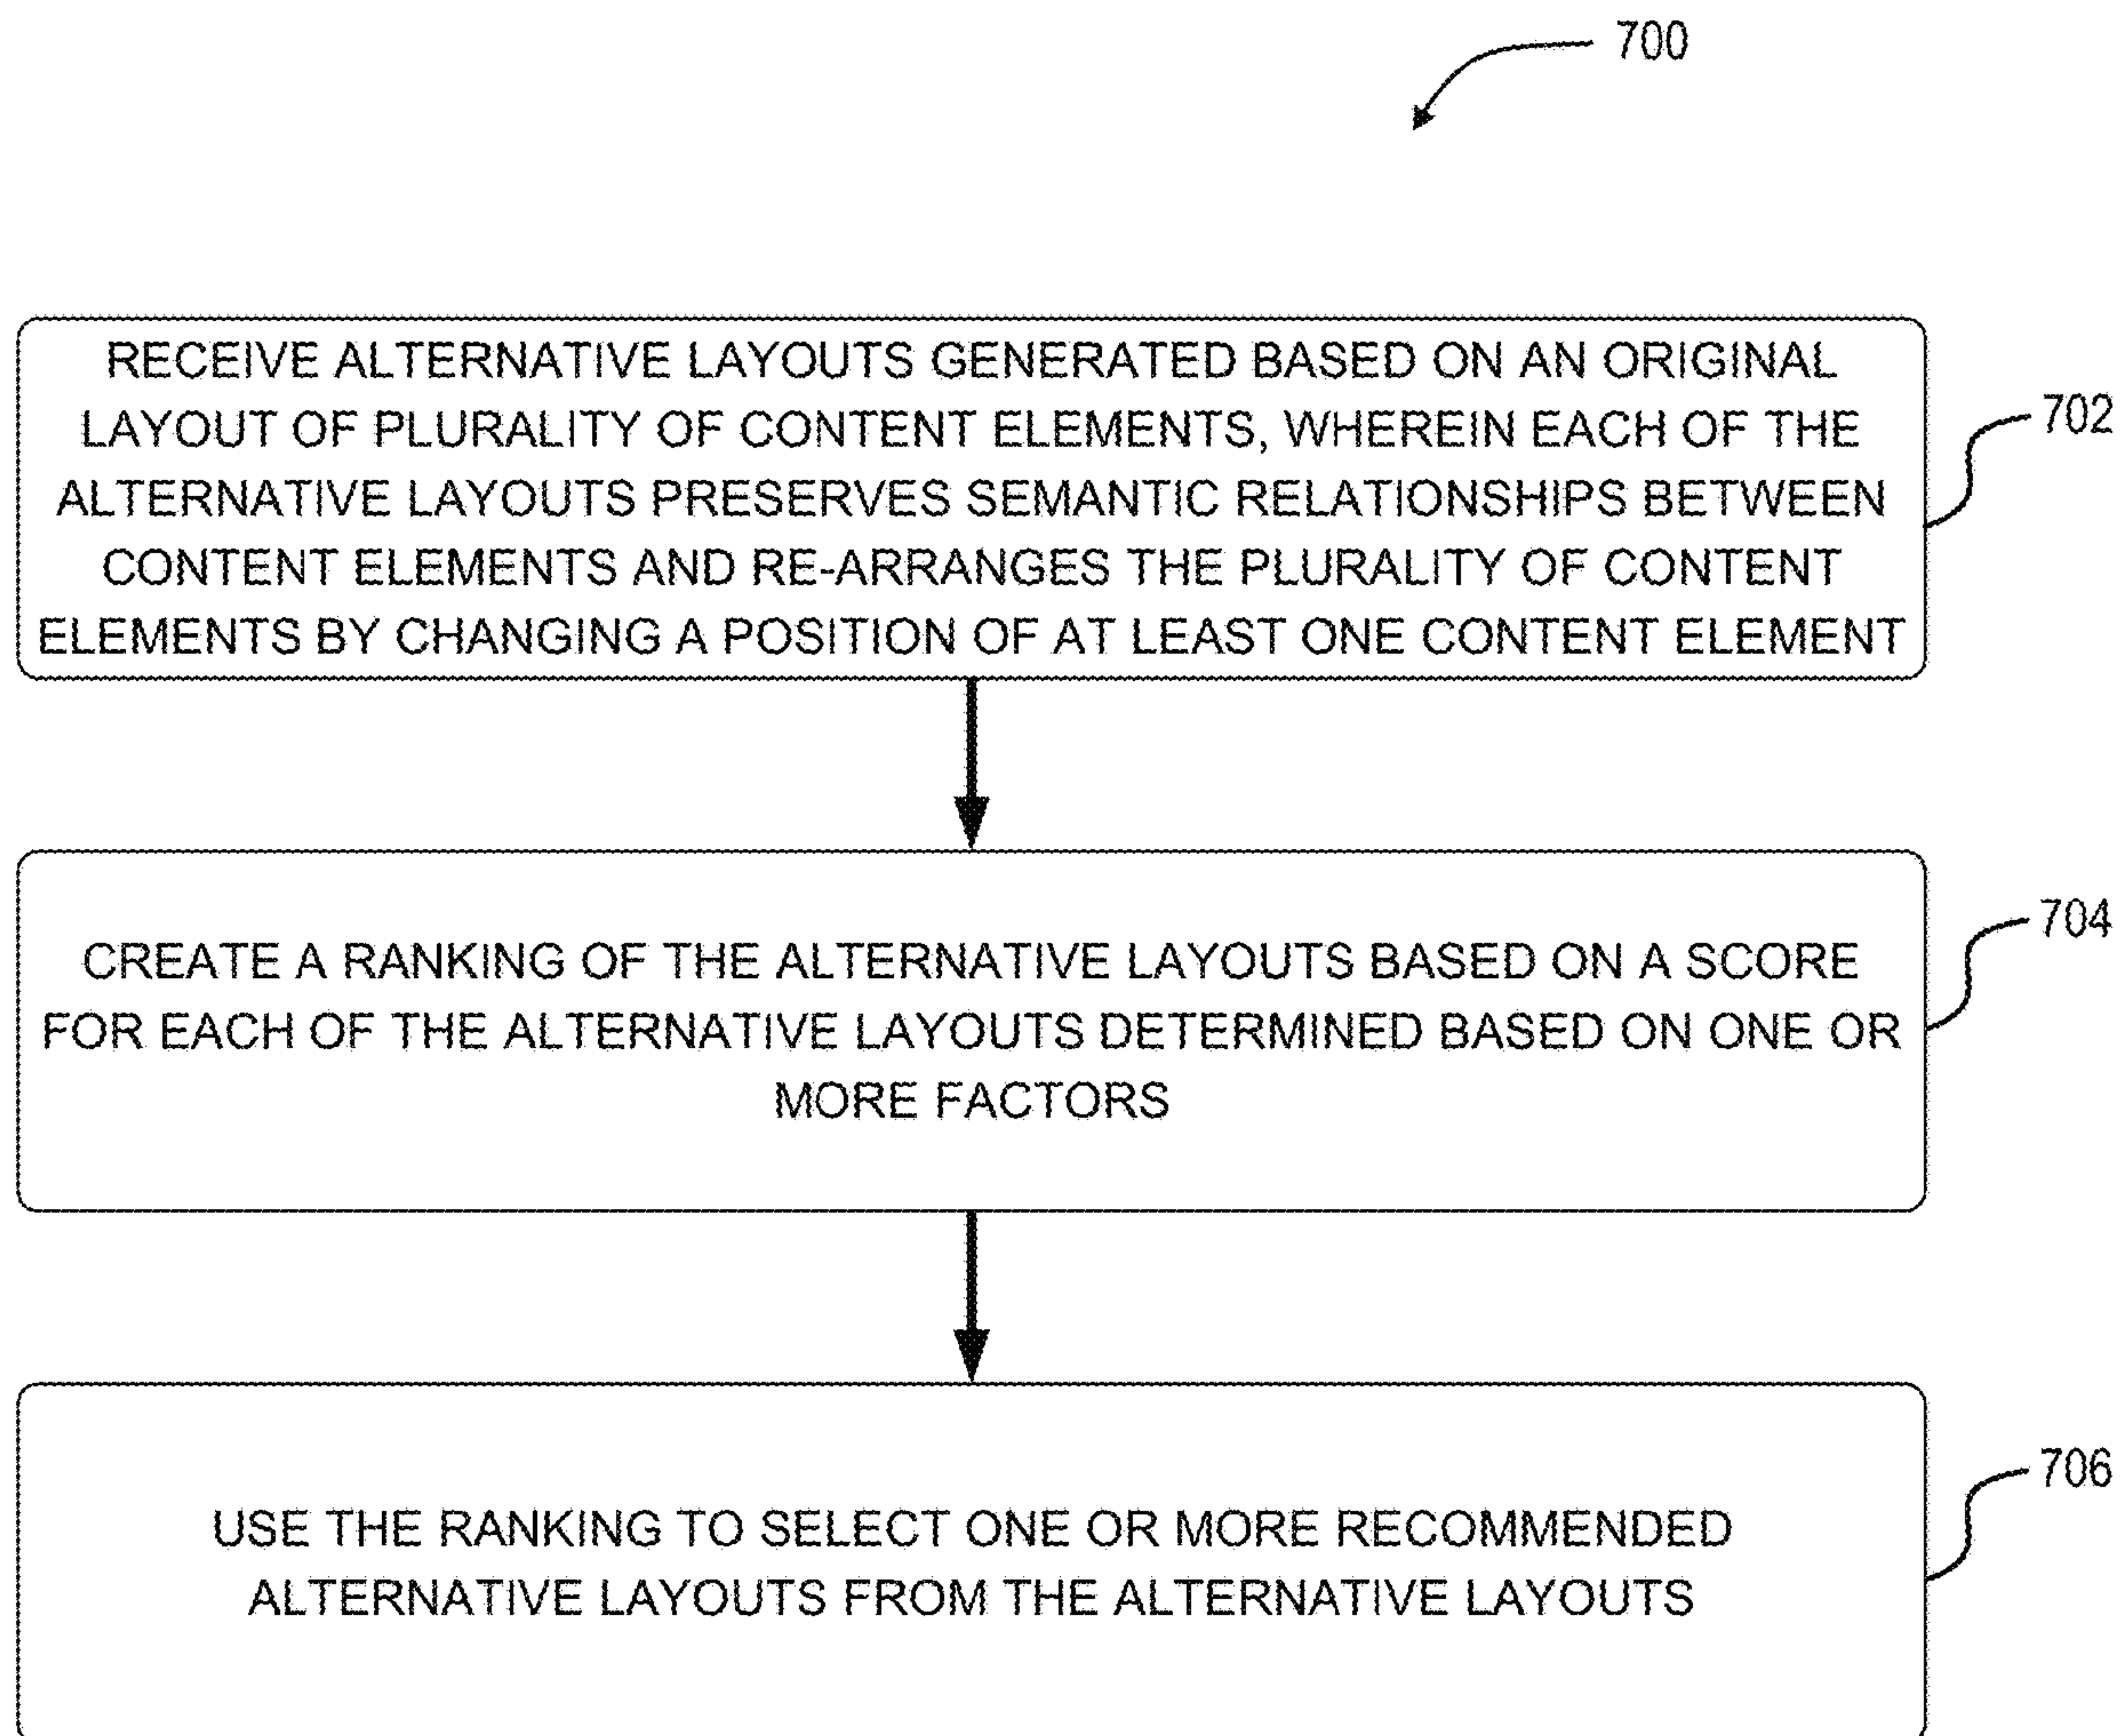 700
RECEIVE ALTERNATIVE LAYOUTS GENERATED BASED ON AN ORIGINAL
LAYOUT OF PLURALITY OF CONTENT ELEMENTS, WHEREIN EACH OF THE
ALTERNATIVE LAYOUTS PRESERVES SEMANTIC RELATIONSHIPS BETWEEN
CONTENT ELEMENTS AND RE-ARRANGES THE PLURALITY OF CONTENT
ELEMENTS BY CHANGING A POSITION OF AT LEAST ONE CONTENT ELEMENT
702
CREATE A RANKING OF THE ALTERNATIVE LAYOUTS BASED ON A SCORE
FOR EACH OF THE ALTERNATIVE LAYOUTS DETERMINED BASED ON ONE OR
MORE FACTORS
704
USE THE RANKING TO SELECT ONE OR MORE RECOMMENDED
ALTERNATIVE LAYOUTS FROM THE ALTERNATIVE LAYOUTS
706